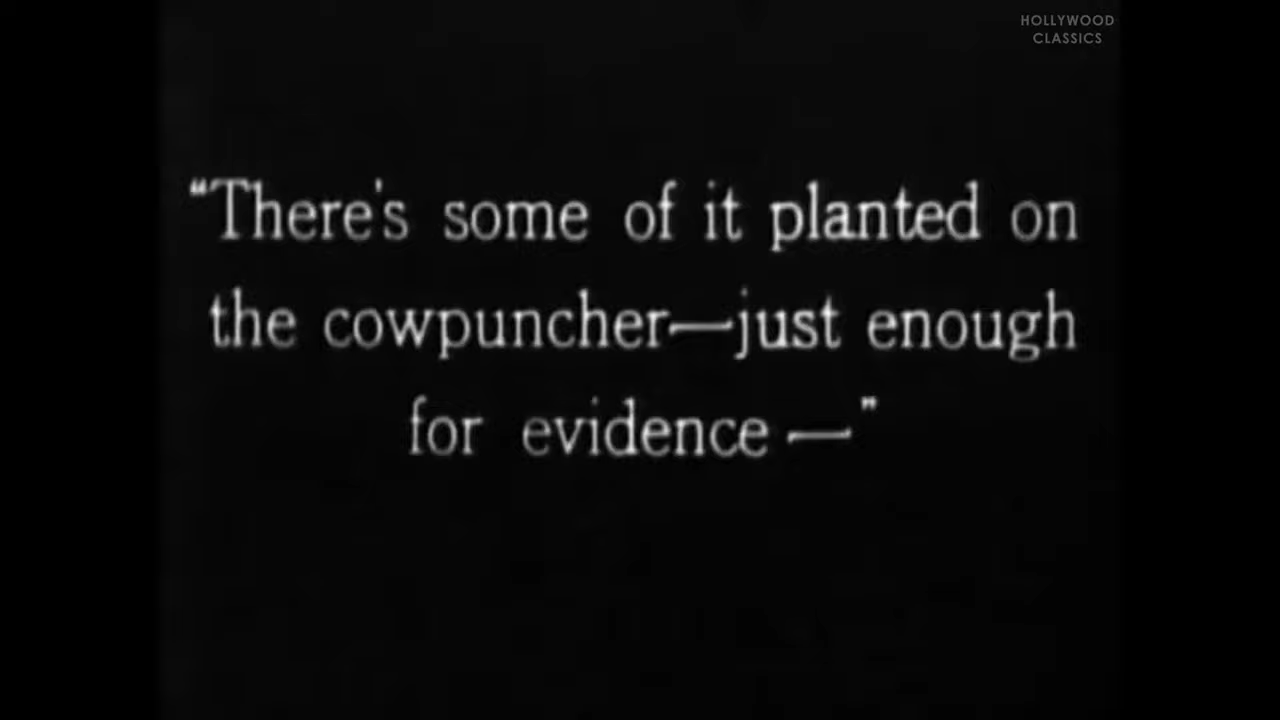 HOLLYWOOD
CLASSICS
“There's some of it planted on
the cowpuncher—just enough
for evidence—”